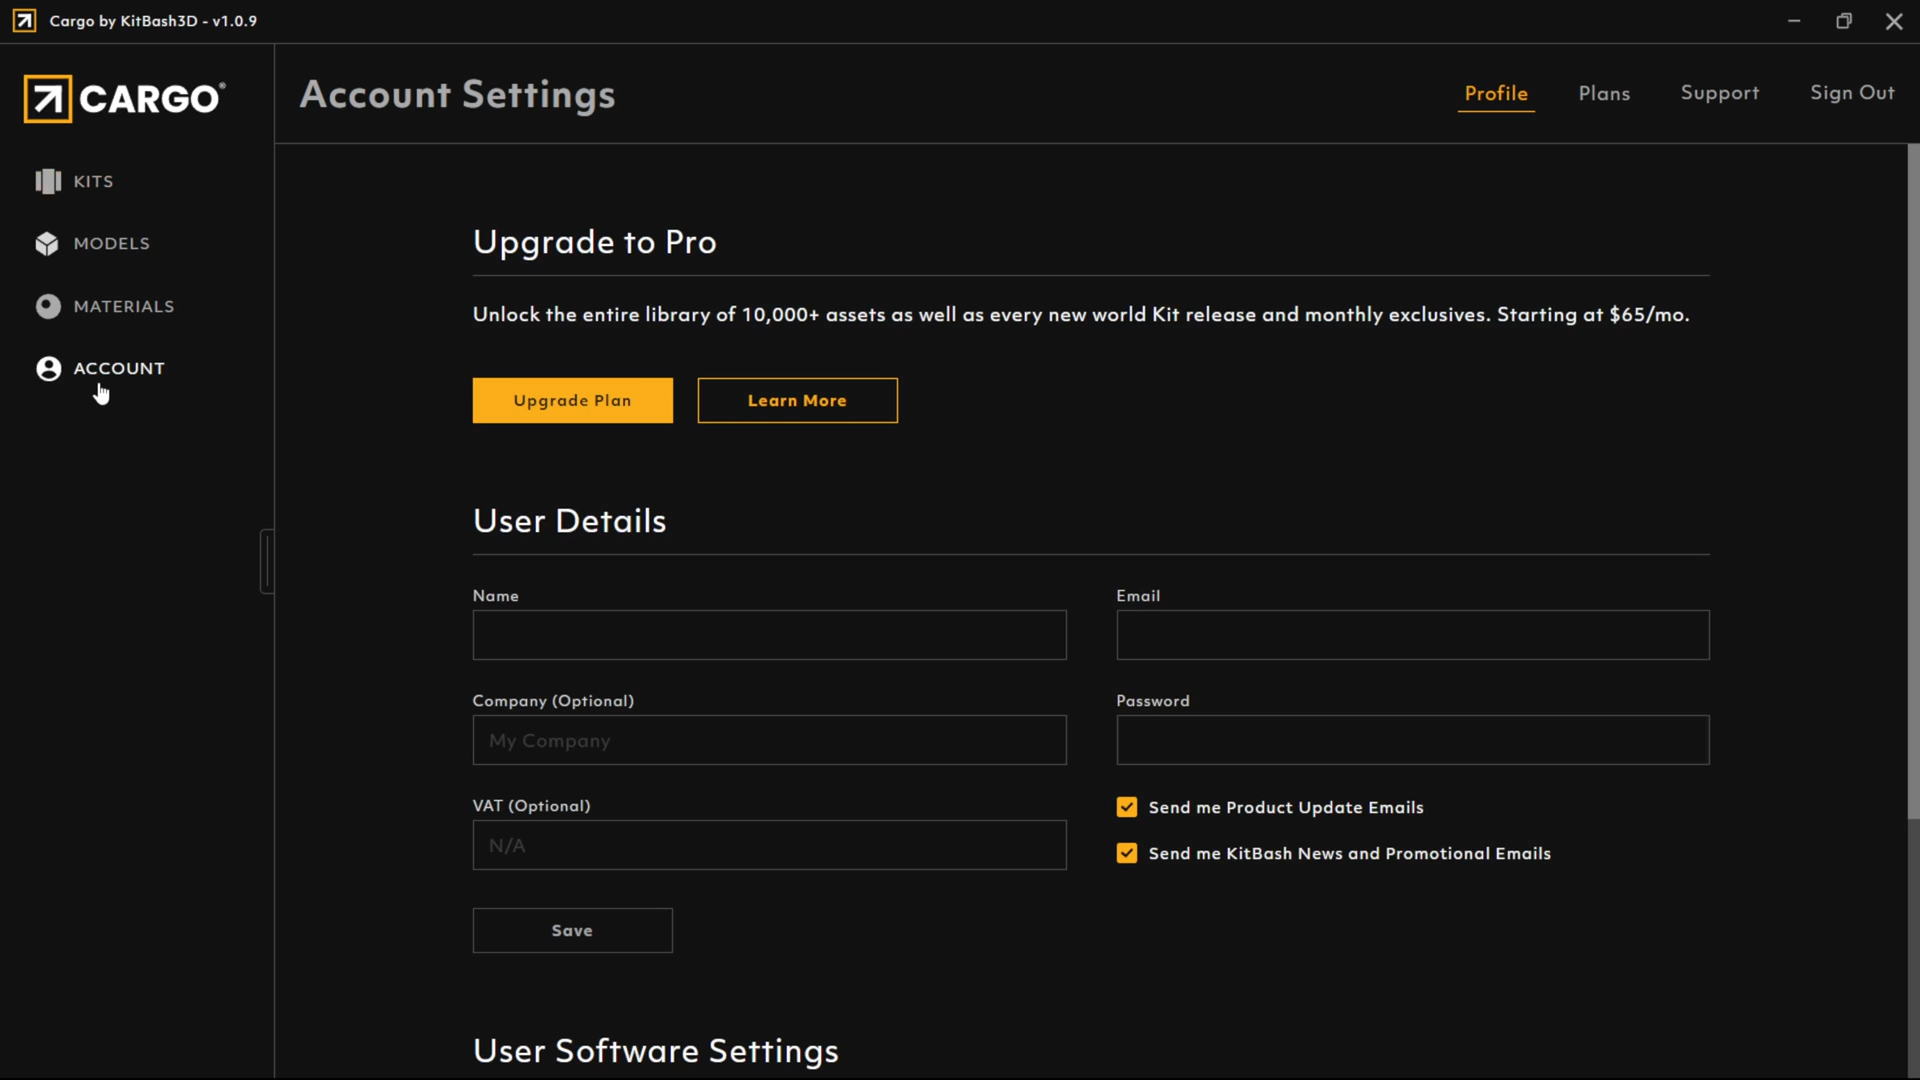 Cargo by KitBash3D - v1.0.9
CARGO®
Account Settings
Profile
Plans
Support
Sign Out
KITS
MODELS
MATERIALS
ACCOUNT
Upgrade to Pro
Unlock the entire library of 10,000+ assets as well as every new world Kit release and monthly exclusives. Starting at $65/mo.
Upgrade Plan
Learn More
User Details
Name
Email
Company (Optional)
Password
My Company
VAT (Optional)
Send me Product Update Emails
N/A
Send me KitBash News and Promotional Emails
Save
User Software Settings